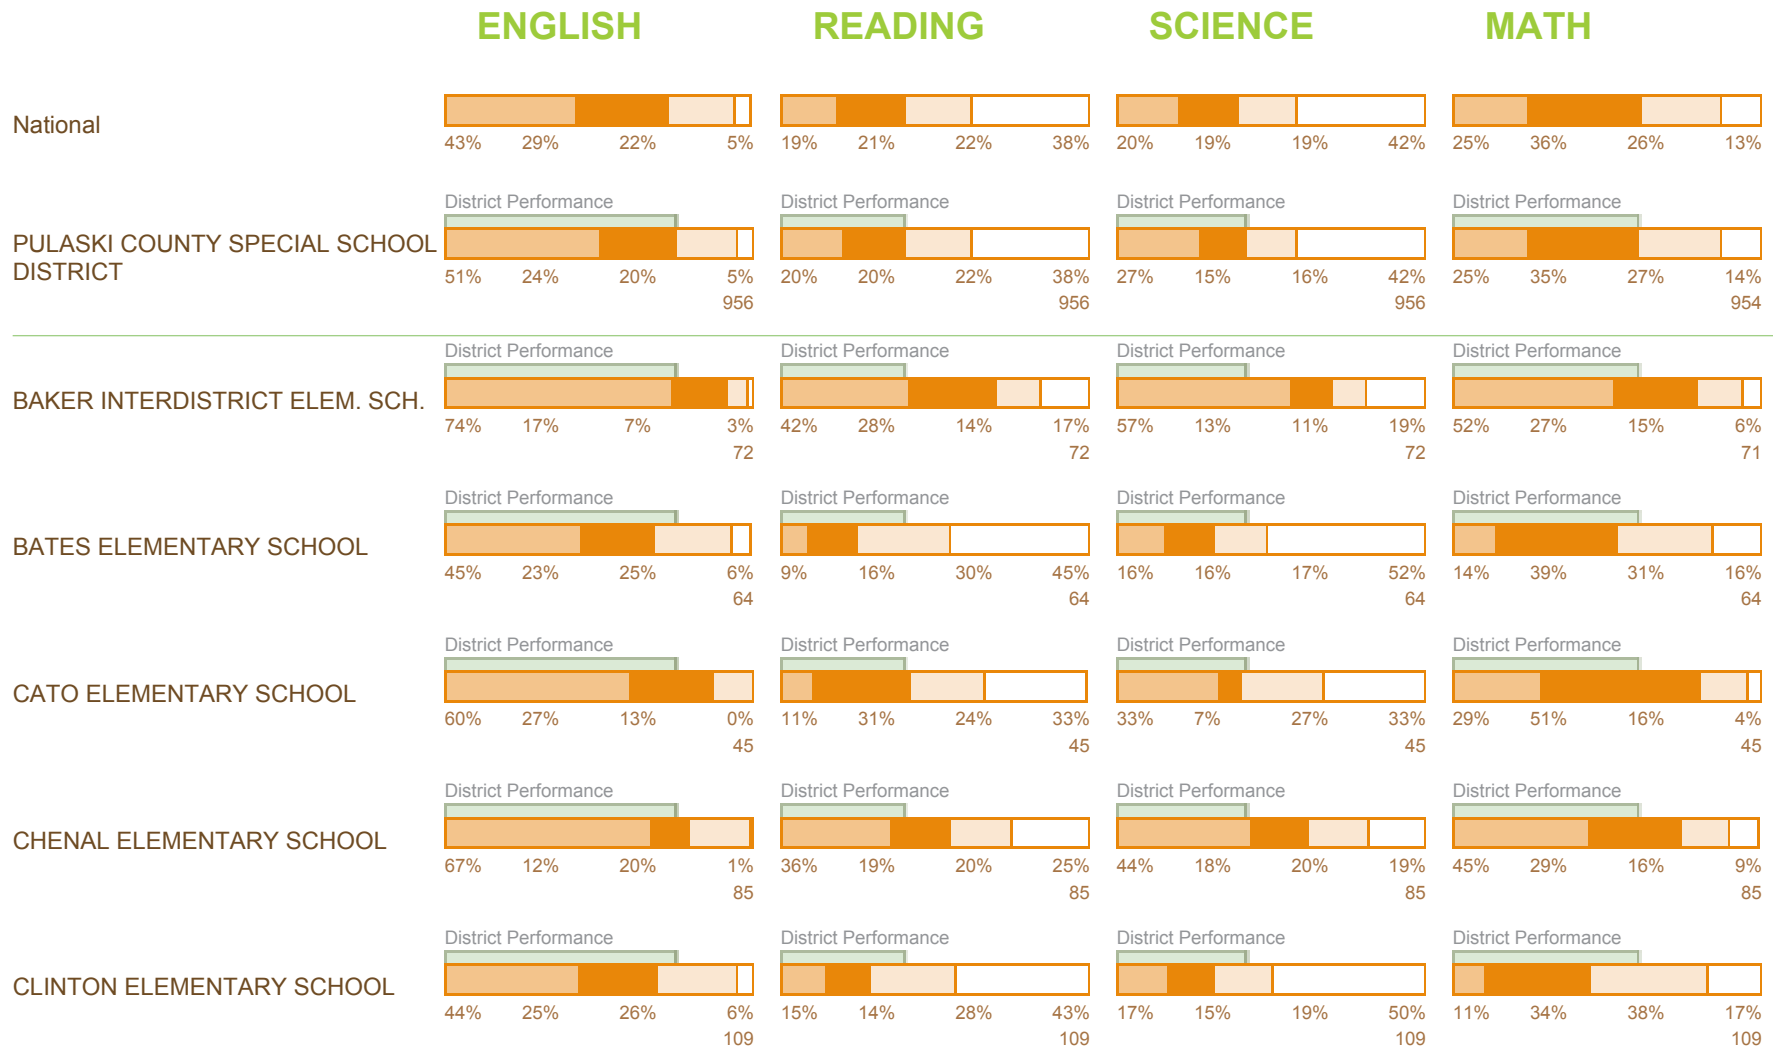 ENGLISH READING SCIENCE MATH
National
43% 29% 22% 5% 19% 21% 22% 38% 20% 19% 19% 42% 25% 36% 26% 13%
District Performance District Performance District Performance District Performance
PULASKI COUNTY SPECIAL SCHOOL
DISTRICT
51% 24% 20% 5% 20% 20% 22% 38% 27% 15% 16% 42% 25% 35% 27% 14%
956 956 956 954
District Performance District Performance District Performance District Performance
BAKER INTERDISTRICT ELEM. SCH.
74% 17% 7% 3% 42% 28% 14% 17% 57% 13% 11% 19% 52% 27% 15% 6%
72 72 72 71
District Performance District Performance District Performance District Performance
BATES ELEMENTARY SCHOOL
45% 23% 25% 6% 9% 16% 30% 45% 16% 16% 17% 52% 14% 39% 31% 16%
64 64 64 64
District Performance District Performance District Performance District Performance
CATO ELEMENTARY SCHOOL
60% 27% 13% 0% 11% 31% 24% 33% 33% 7% 27% 33% 29% 51% 16% 4%
45 45 45 45
District Performance District Performance District Performance District Performance
CHENAL ELEMENTARY SCHOOL
67% 12% 20% 1% 36% 19% 20% 25% 44% 18% 20% 19% 45% 29% 16% 9%
85 85 85 85
District Performance District Performance District Performance District Performance
CLINTON ELEMENTARY SCHOOL
44% 25% 26% 6% 15% 14% 28% 43% 17% 15% 19% 50% 11% 34% 38% 17%
109 109 109 109